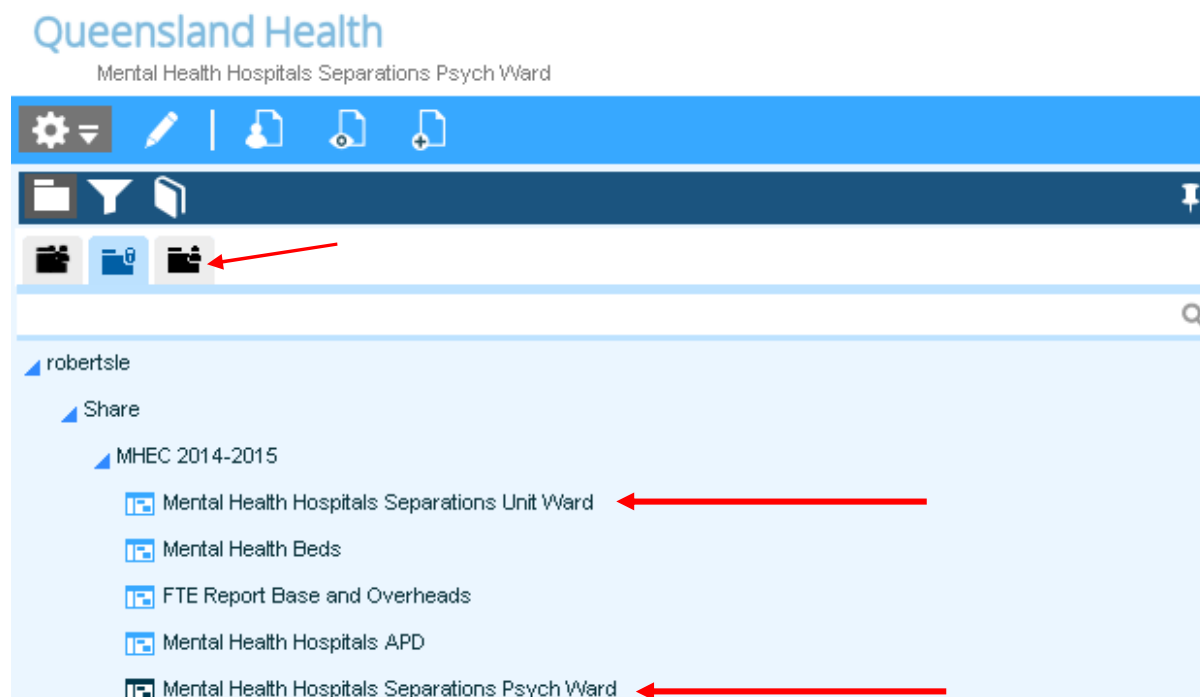 Queensland Health
Mental Health Hospitals Separations Psych Ward
robertsle
Share
MHEC 2014-2015
Mental Health Hospitals Separations Unit Ward
Mental Health Beds
FTE Report Base and Overheads
Mental Health Hospitals APD
Mental Health Hospitals Separations Psych Ward